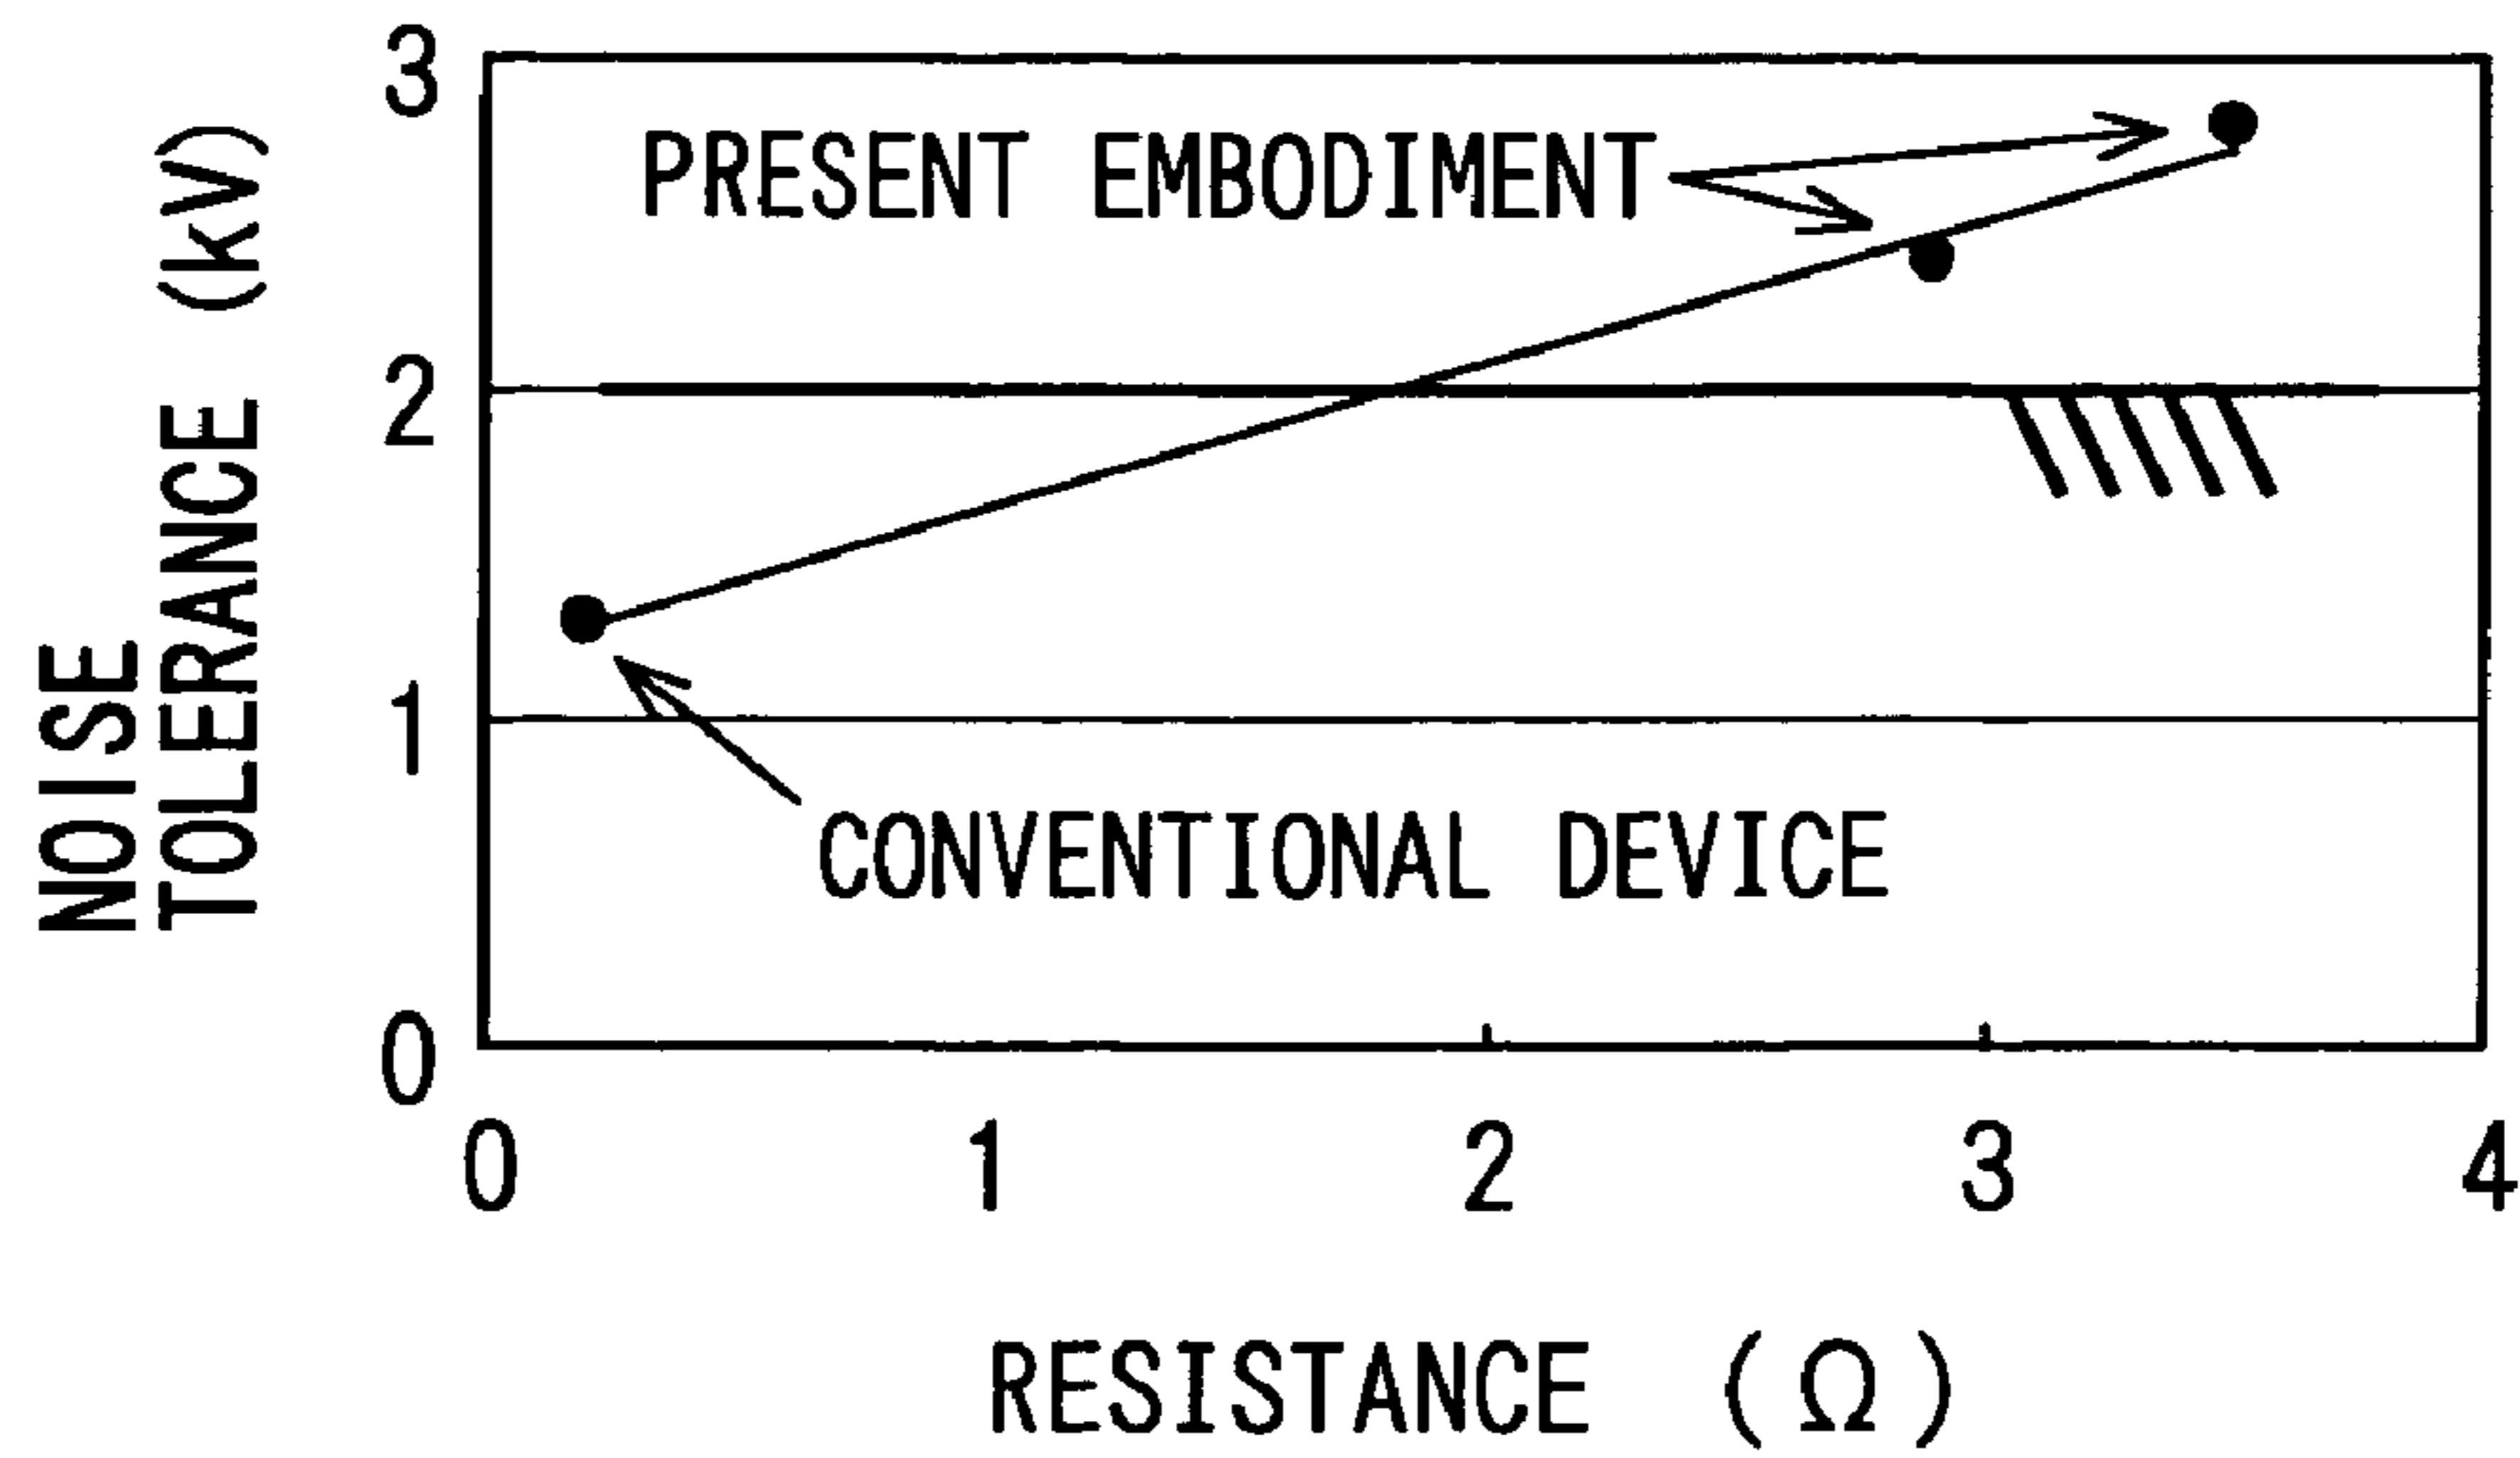 NOISE
TOLERANCE (kV)
3
2
1
0
PRESENT EMBODIMENT
CONVENTIONAL DEVICE
0 1 2 3 4
RESISTANCE (Ω)